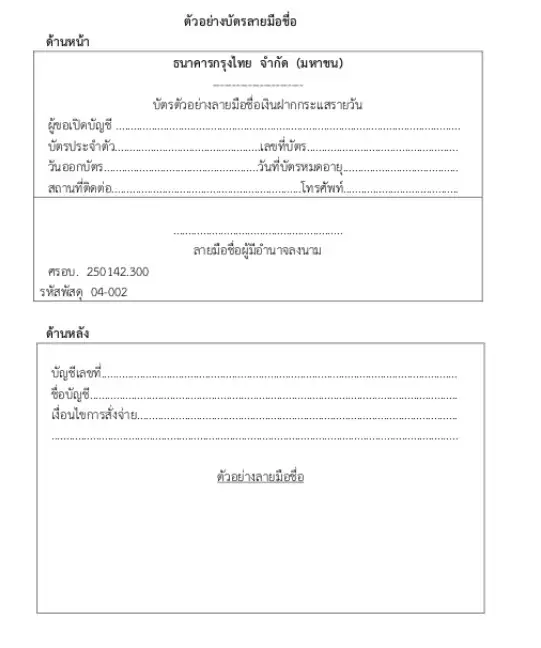 ตัวอย่างบัตรลายมือชื่อ
ด้านหน้า
ธนาคารกรุงไทย จำกัด (มหาชน)
------------------------
บัตรตัวอย่างลายมือชื่อเงินฝากกระแสรายวัน
ผู้ขอเปิดบัญชี ........................................................................................................
บัตรประจำตัว..............................................เลขที่บัตร..............................................
วันออกบัตร..................................................วันที่บัตรหมดอายุ....................................
สถานที่ติดต่อ...............................................................โทรศัพท์....................................
........................................................
ลายมือชื่อผู้มีอำนาจลงนาม
ศรอบ. 250142.300
รหัสพัสดุ 04-002
ด้านหลัง
บัญชีเลขที่.............................................................................................................
ชื่อบัญชี................................................................................................................
เงื่อนไขการสั่งจ่าย....................................................................................................
............................................................................................................................
ตัวอย่างลายมือชื่อ